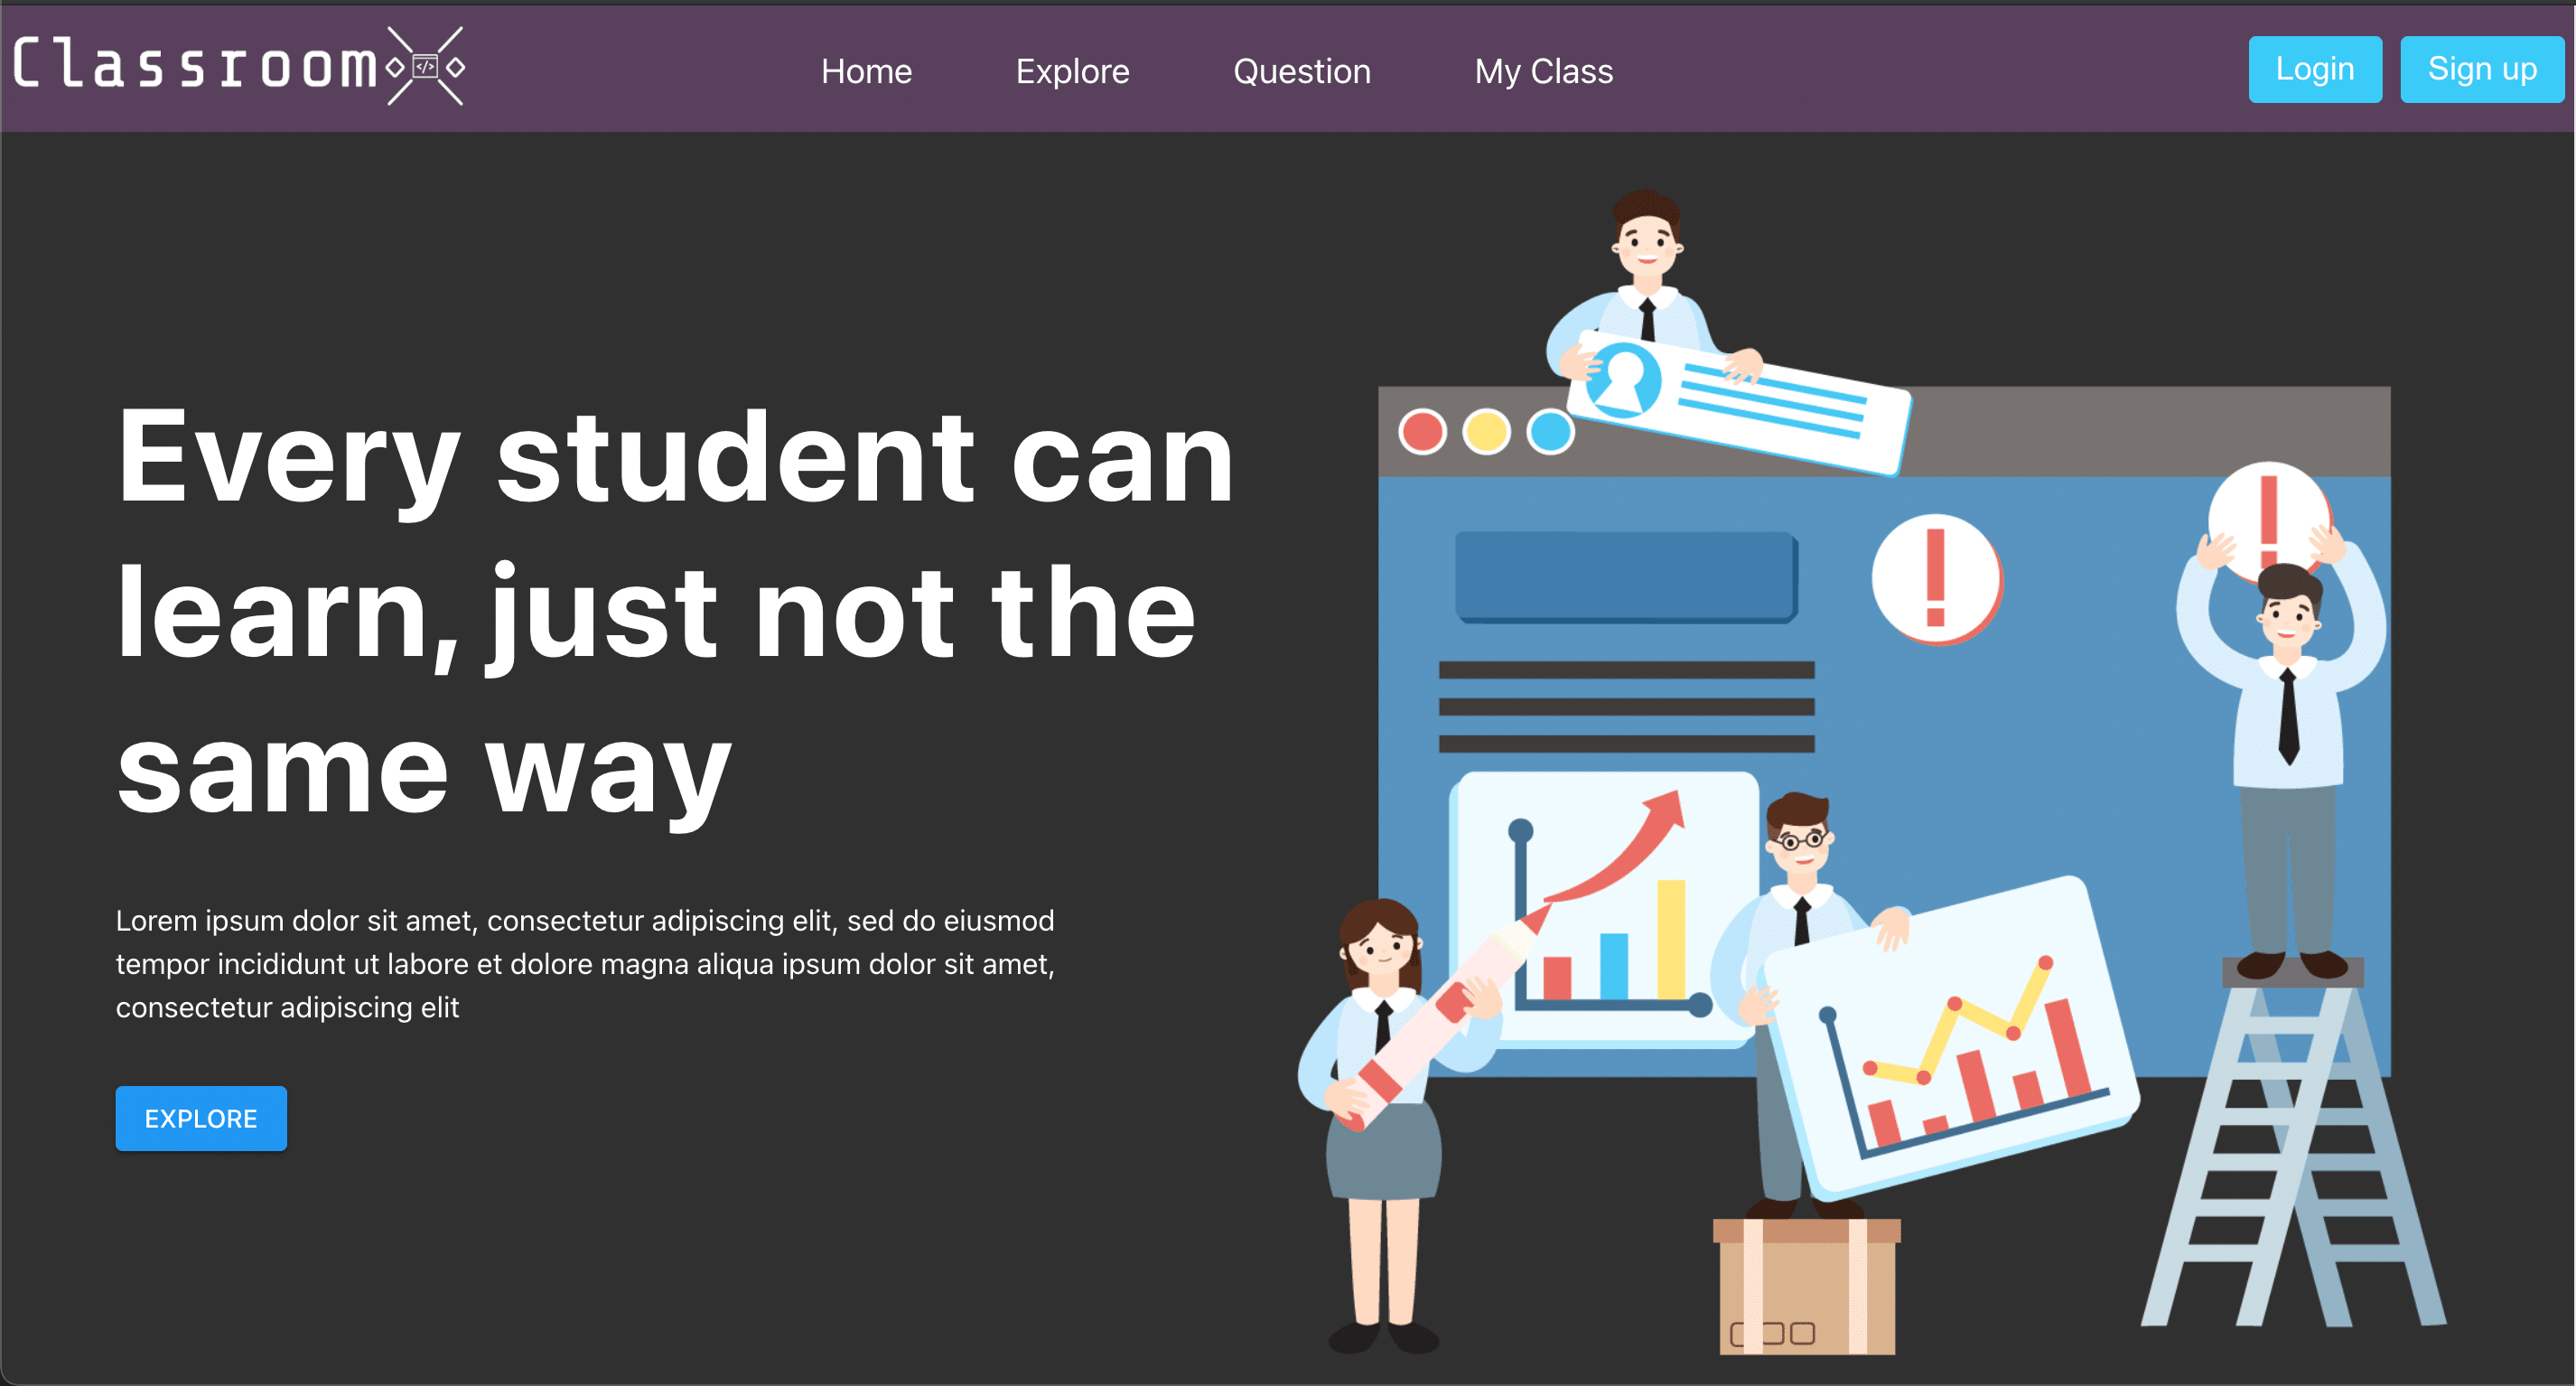 Classroom </>
Home Explore Question My Class Login Sign up
Every student can
learn, just not the
same way
Lorem ipsum dolor sit amet, consectetur adipiscing elit, sed do eiusmod
tempor incididunt ut labore et dolore magna aliqua ipsum dolor sit amet,
consectetur adipiscing elit
EXPLORE